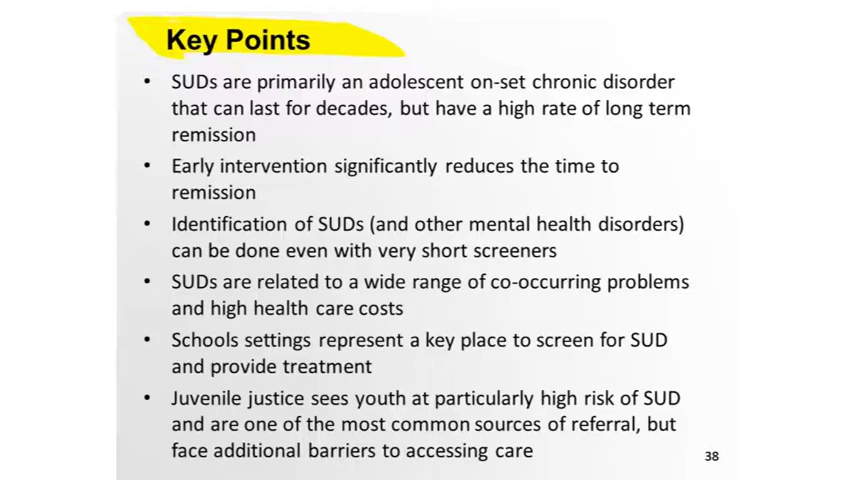 Key Points
• SUDs are primarily an adolescent on-set chronic disorder
that can last for decades, but have a high rate of long term
remission
• Early intervention significantly reduces the time to
remission
• Identification of SUDs (and other mental health disorders)
can be done even with very short screeners
• SUDs are related to a wide range of co-occurring problems
and high health care costs
• Schools settings represent a key place to screen for SUD
and provide treatment
• Juvenile justice sees youth at particularly high risk of SUD
and are one of the most common sources of referral, but
face additional barriers to accessing care
38